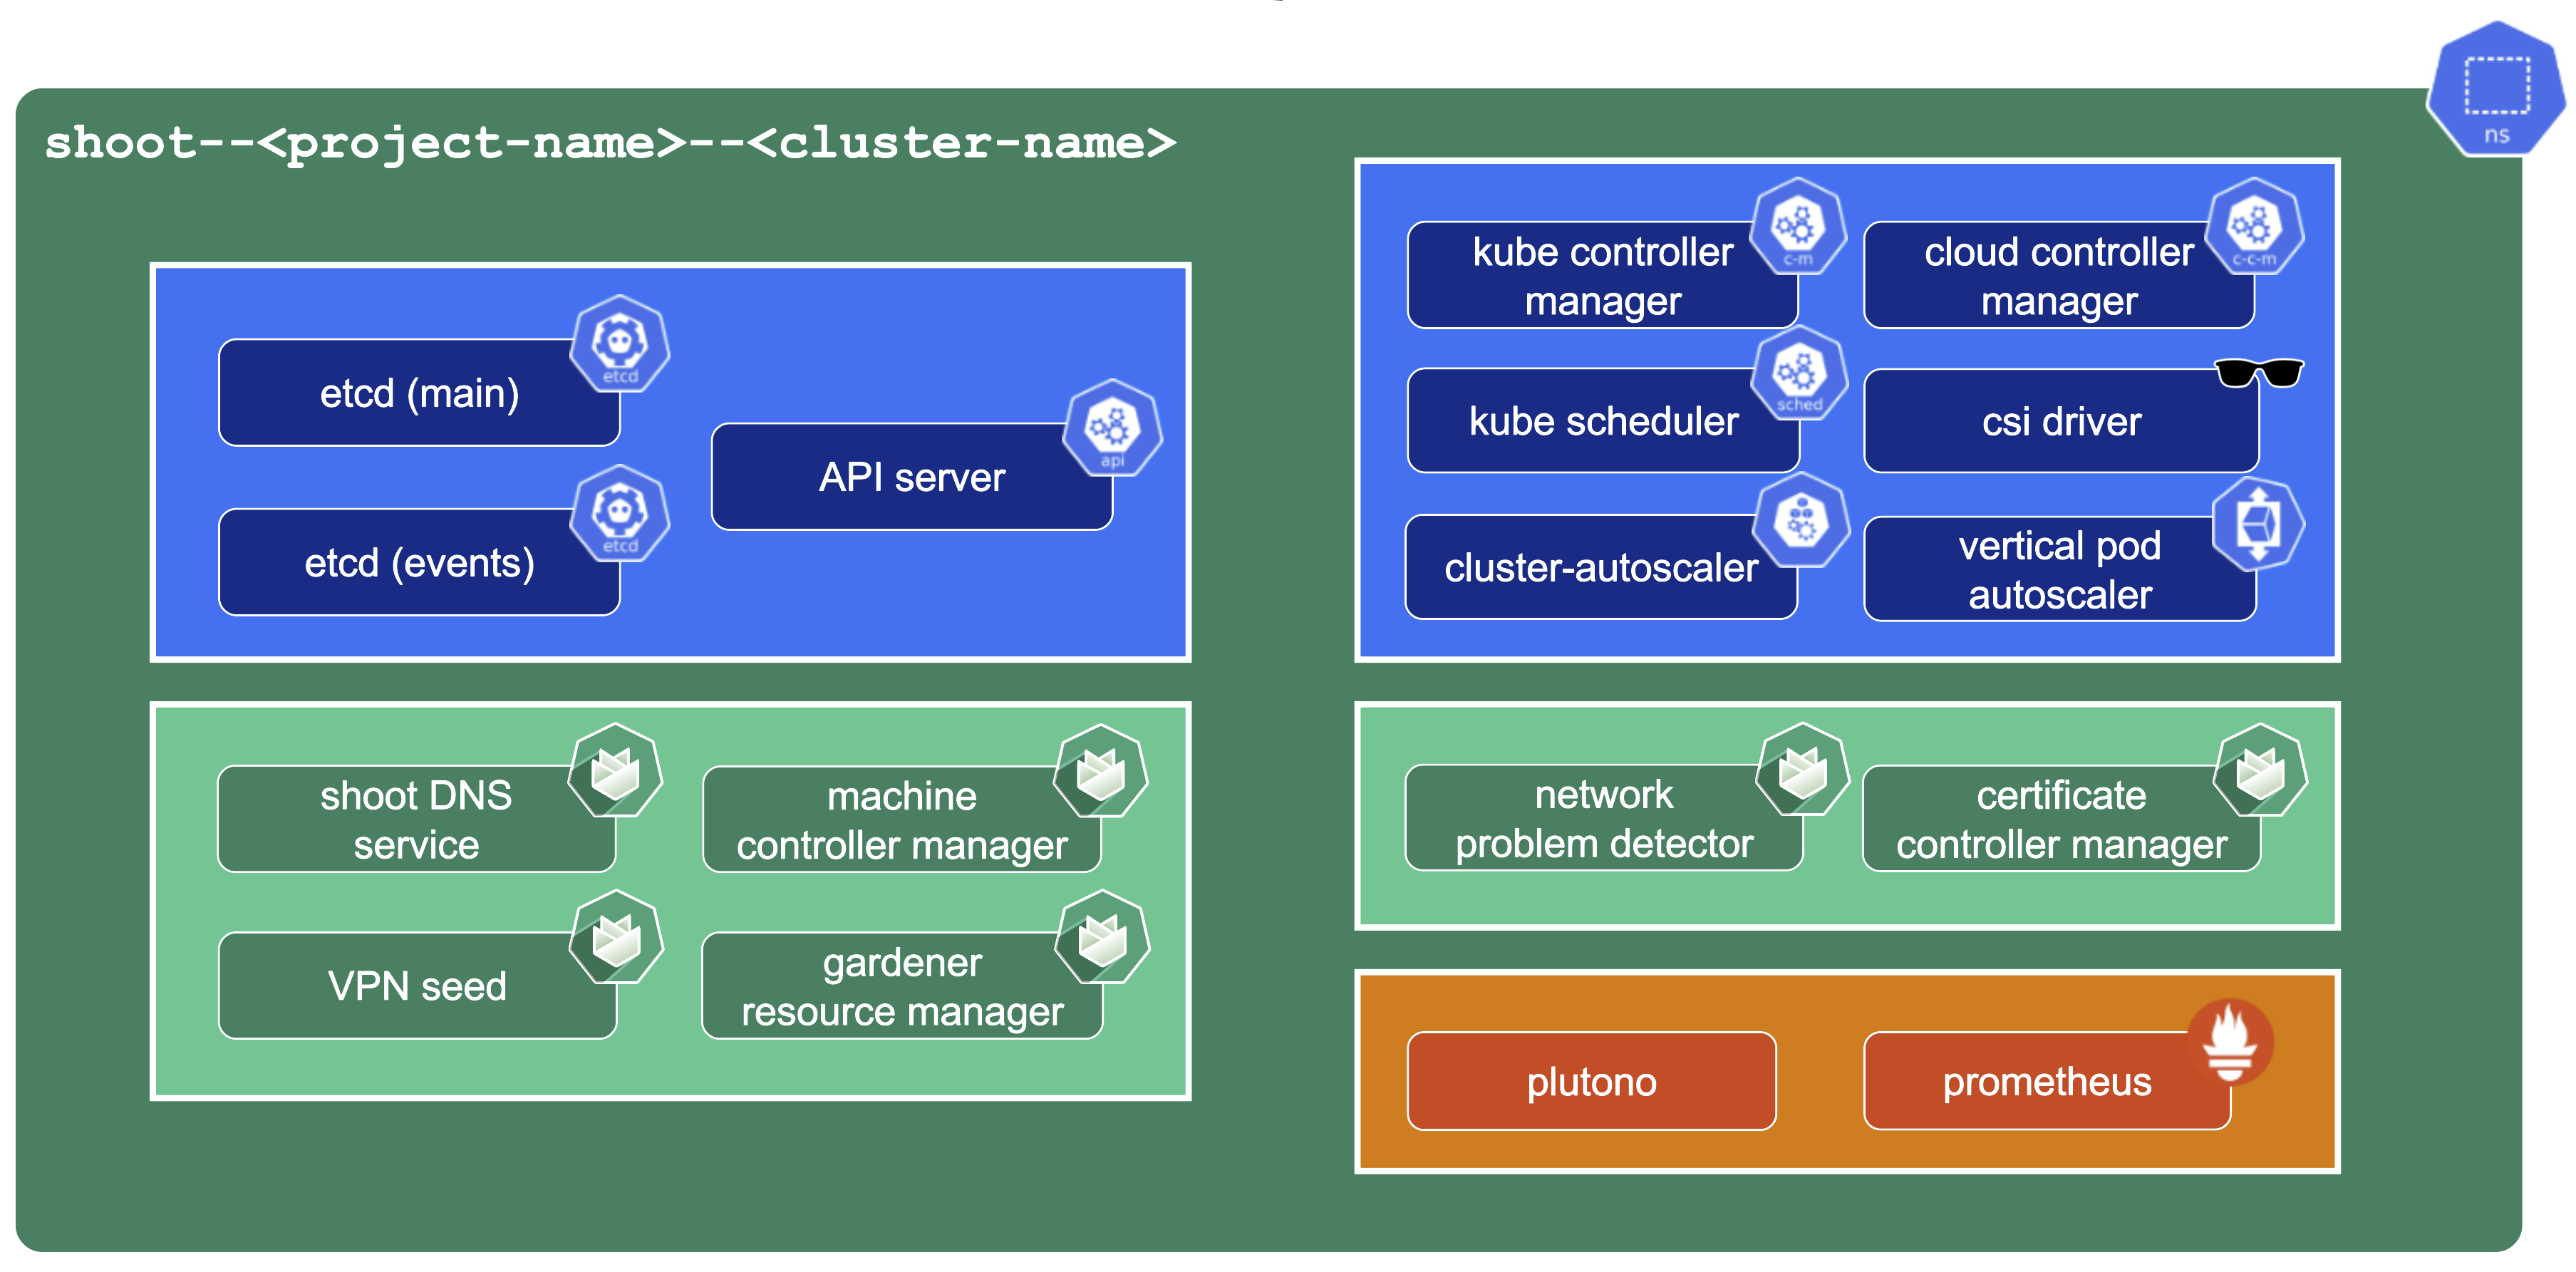 ns
shoot--<project-name>--<cluster-name>
etcd (main)
etcd
etcd (events)
etcd
API server
api
kube controller
manager
c-m
cloud controller
manager
c-c-m
kube scheduler
sched
csi driver
cluster-autoscaler
vertical pod
autoscaler
shoot DNS
service
machine
controller manager
VPN seed
gardener
resource manager
network
problem detector
certificate
controller manager
plutono
prometheus